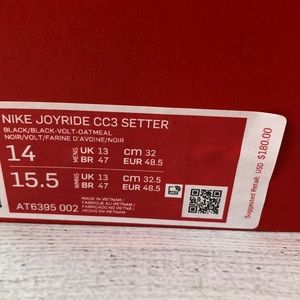 NIKE JOYRIDE CC3 SETTER
BLACK/BLACK-VOLT-OATMEAL
NOIR/VOLT/FARINE D'AVOINE/NOIR
14 MENS UK 13 cm 32
BR 47 EUR 48.5
15.5 WMNS UK 13 cm 32.5
BR 47 EUR 48.5
AT6395 002
MADE IN VIETNAM /
FABRIQUÉ AU VIETNAM /
HECHO EN VIETNAM
Suggested Retail: USD $180.00